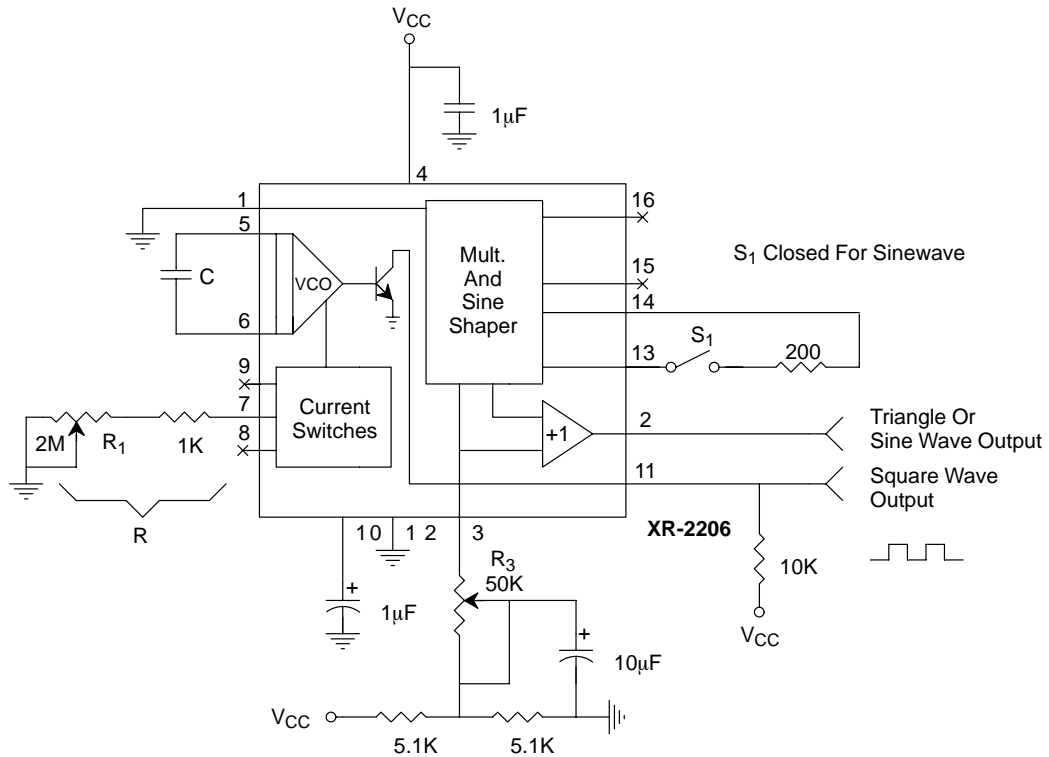 VCC
1μF
4
1
16
5
S1 Closed For Sinewave
Mult.
And
Sine
Shaper
15
C
VCO
14
6
S1
13
200
9
Current
Switches
7
2M
R1
1K
8
+1
2
Triangle Or
Sine Wave Output
11
Square Wave
Output
R
10
1 2
3
XR-2206
R3
50K
10K
1μF
+
+
10μF
VCC
VCC
5.1K
5.1K